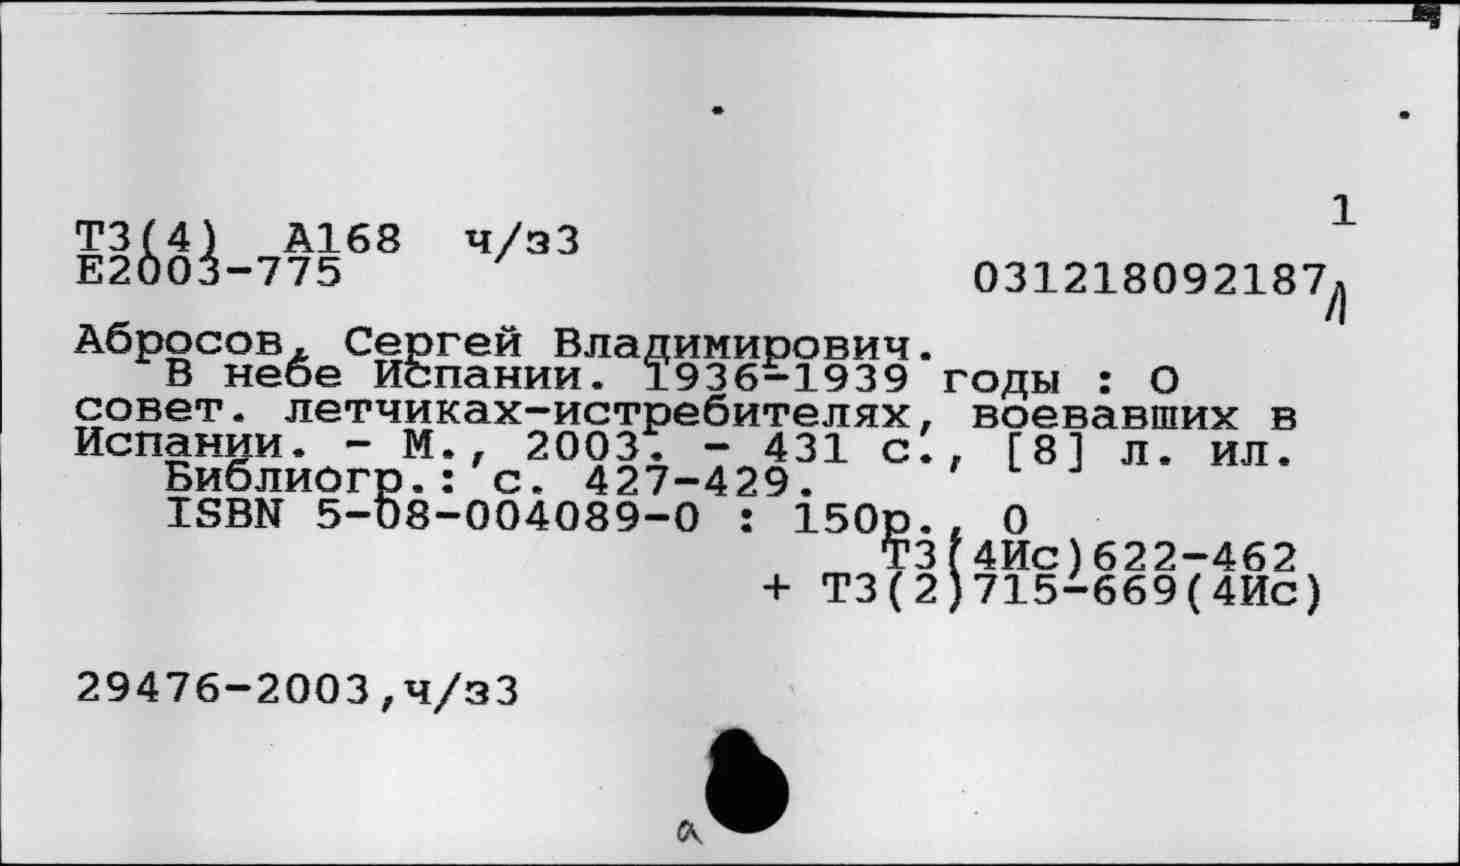 1
Т3(4) А168 ч/з3
Е2003-775
031218092187
Абросов, Сергей Владимирович.
В небе Испании. 1936-1939 годы : О
совет. летчиках-истребителях, воевавших в
Испании. - М., 2003. - 431 с., [8] л. ил.
Библиогр.: с. 427-429.
ISBN 5-08-004089-0 : 150р., 0
Т3(4Ис)622-462
+ Т3(2)715-669(4Ис)
29476-2003,ч/з3
а